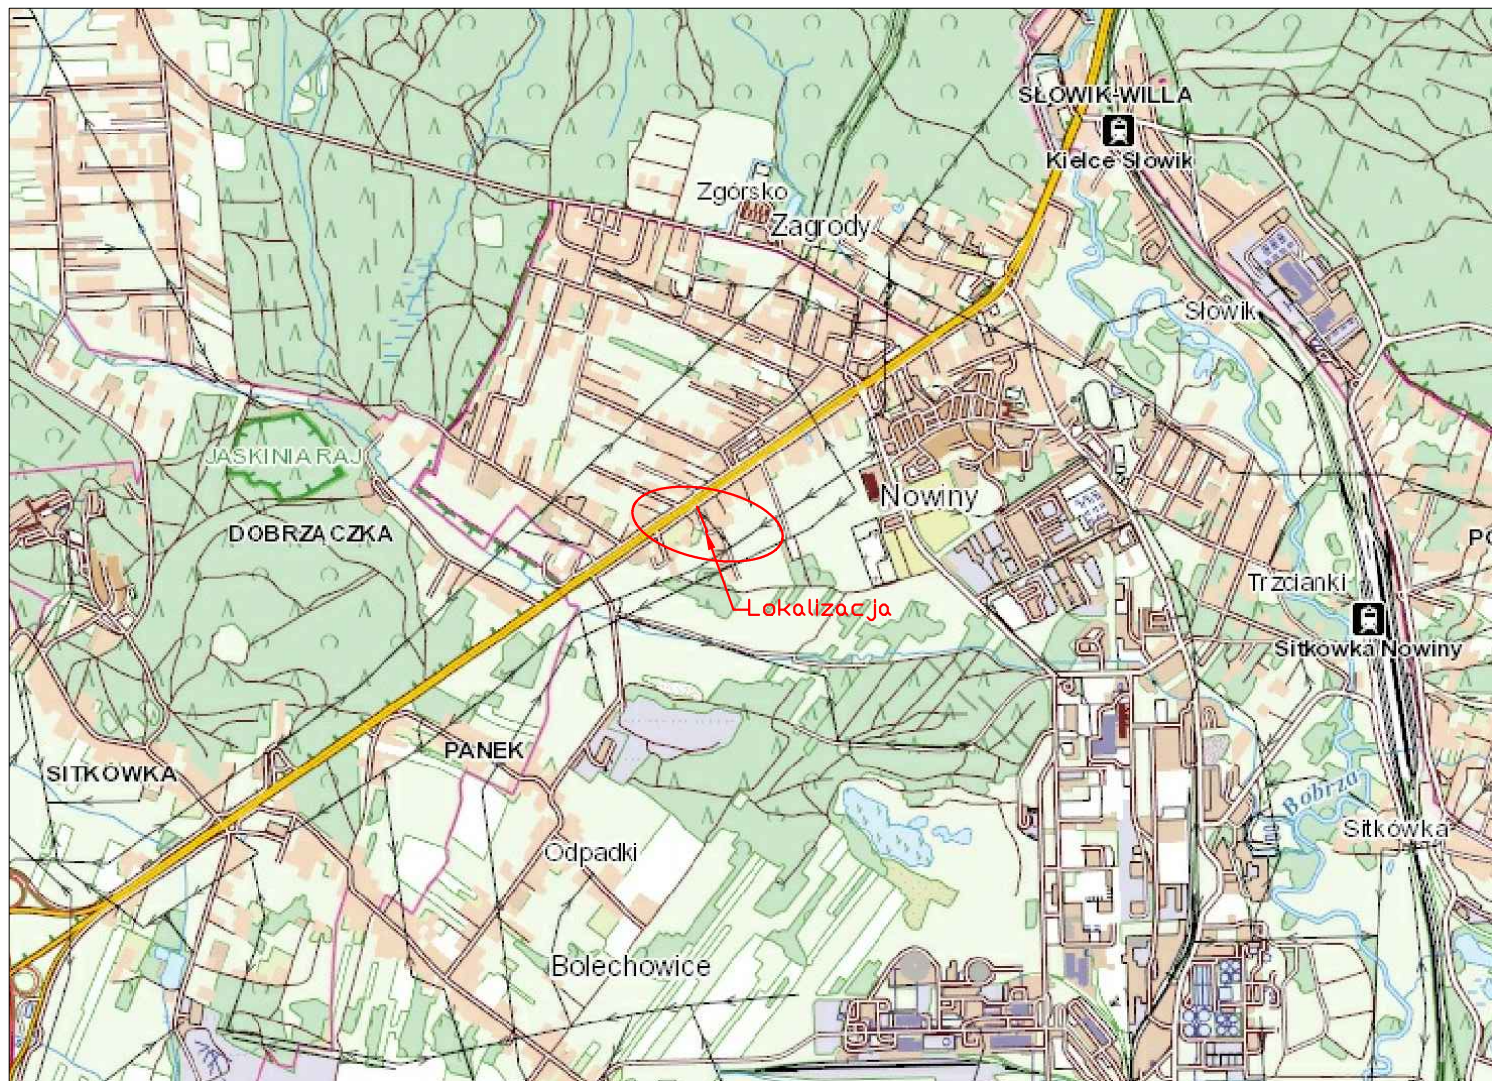 SŁOWIK-WILLA
Kielce Słowik
Zgórsko
Zagrody
Słowik
JASKINIA RAJ
Nowiny
DOBRZĄCZKA
Trzcianki
Lokalizacja
Sitkówka Nowiny
PANEK
SITKÓWKA
Bobrza
Sitkówka
Odpadki
Bolechowice